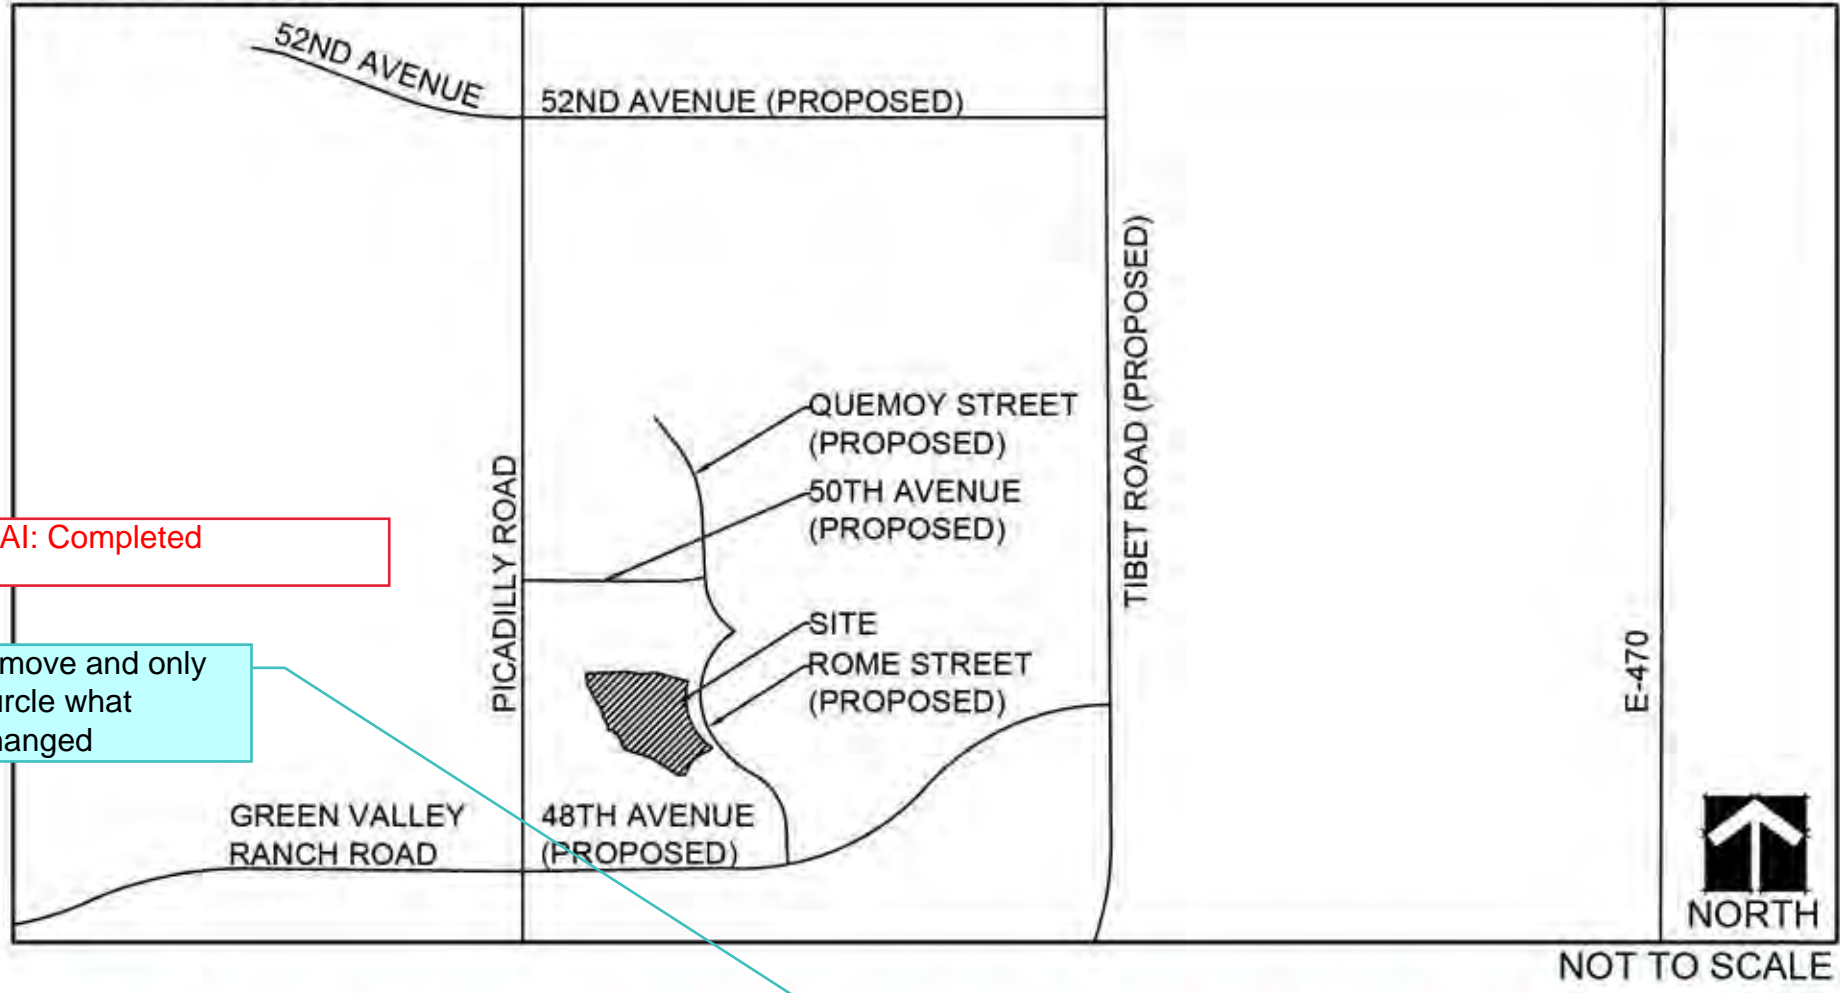 52ND AVENUE
52ND AVENUE (PROPOSED)
TIBET ROAD (PROPOSED)
QUEMOY STREET
(PROPOSED)
50TH AVENUE
(PROPOSED)
PICADILLY ROAD
AI: Completed
SITE
ROME STREET
(PROPOSED)
E-470
move and only
urcle what
hanged
GREEN VALLEY
RANCH ROAD
48TH AVENUE
(PROPOSED)
NORTH
NOT TO SCALE